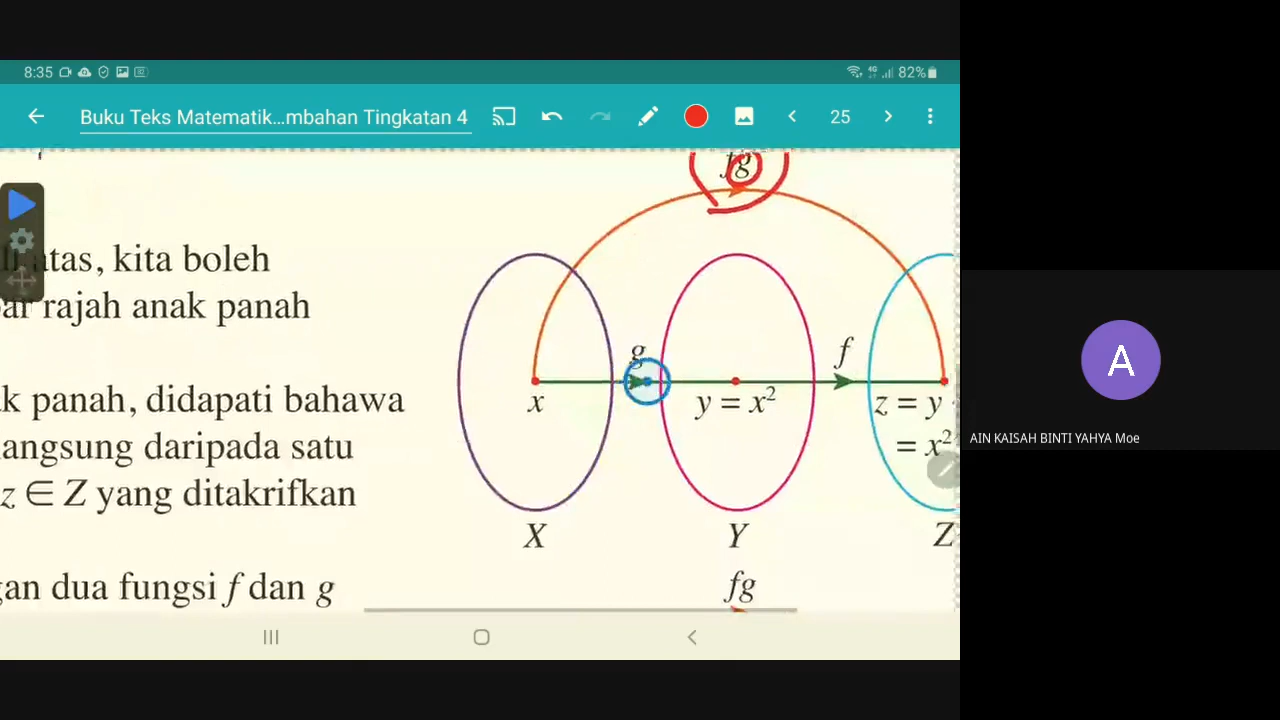 8:35
82%
Buku Teks Matematik...mbahan Tingkatan 4
25
fg
atas, kita boleh
rajah anak panah
g
f
x
y = x²
z = y
= x²
k panah, didapati bahawa
angsung daripada satu
z ∈ Z yang ditakrifkan
X
Y
Z
gan dua fungsi f dan g
fg
A
AIN KAISAH BINTI YAHYA Moe